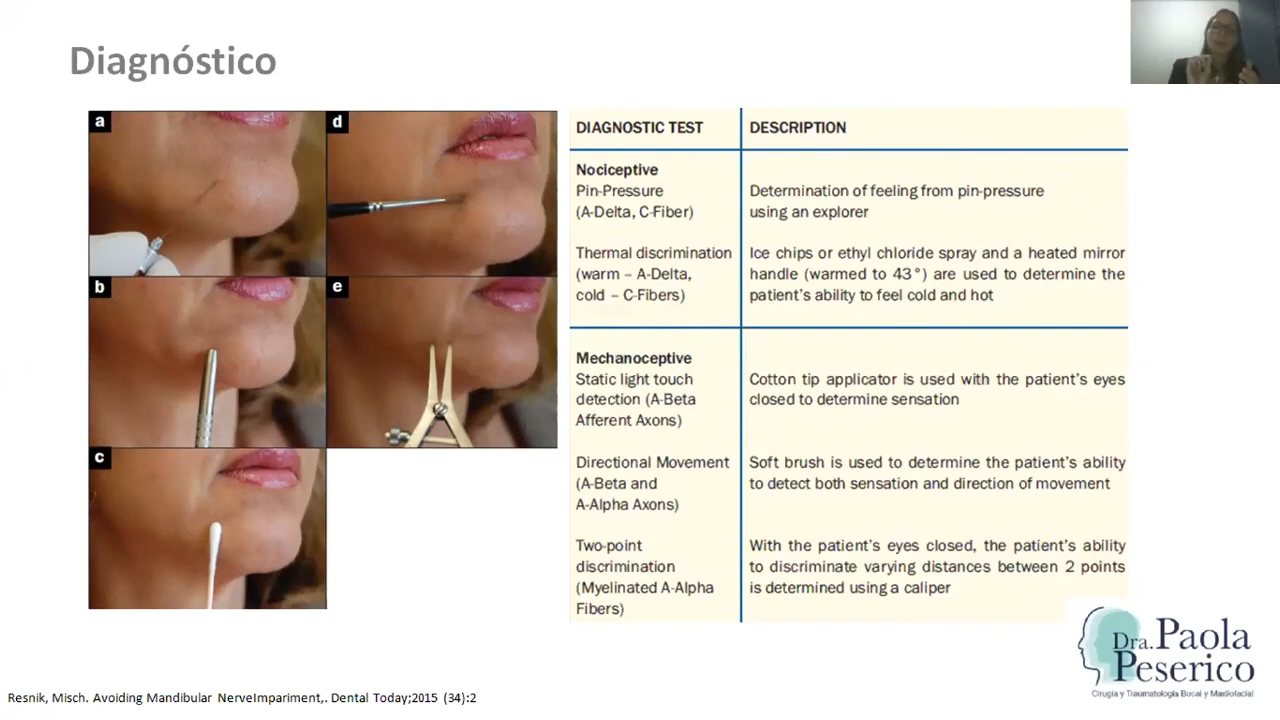 Diagnóstico
a
d
b
e
c
DIAGNOSTIC TEST
DESCRIPTION
Nociceptive
Pin-Pressure
(A-Delta, C-Fiber)
Determination of feeling from pin-pressure
using an explorer
Thermal discrimination
(warm – A-Delta,
cold – C-Fibers)
Ice chips or ethyl chloride spray and a heated mirror
handle (warmed to 43°) are used to determine the
patient's ability to feel cold and hot
Mechanoceptive
Static light touch
detection (A-Beta
Afferent Axons)
Cotton tip applicator is used with the patient's eyes
closed to determine sensation
Directional Movement
(A-Beta and
A-Alpha Axons)
Soft brush is used to determine the patient's ability
to detect both sensation and direction of movement
Two-point
discrimination
(Myelinated A-Alpha
Fibers)
With the patient's eyes closed, the patient's ability
to discriminate varying distances between 2 points
is determined using a caliper
Dra. Paola
Peserico
Cirugía y Traumatología Bucal y Maxilofacial
Resnik, Misch. Avoiding Mandibular NerveImpariment,. Dental Today;2015 (34):2